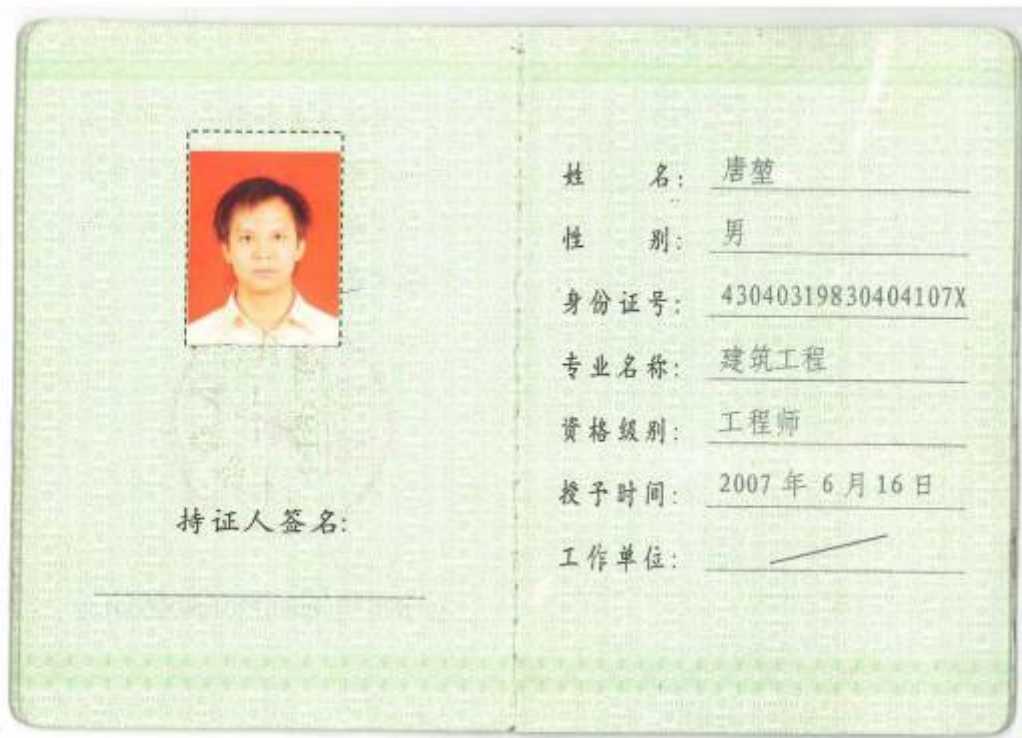 持证人签名:
姓 名: 唐堃
性 别: 男
身份证号: 43040319830404107X
专业名称: 建筑工程
资格级别: 工程师
授予时间: 2007 年 6 月 16 日
工作单位: